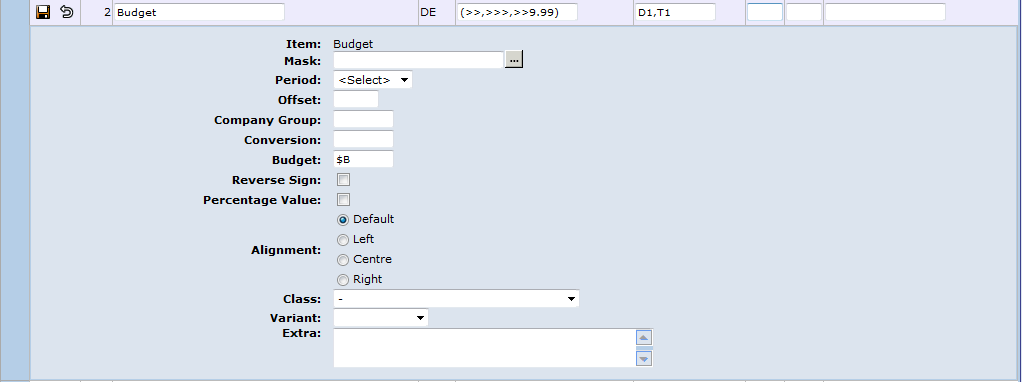 2 Budget DE (>>,>>>,>>9.99) D1,T1
Item: Budget
Mask: ...
Period: <Select>
Offset:
Company Group:
Conversion:
Budget: $B
Reverse Sign:
Percentage Value:
Default
Left
Alignment:
Centre
Right
Class: -
Variant:
Extra: